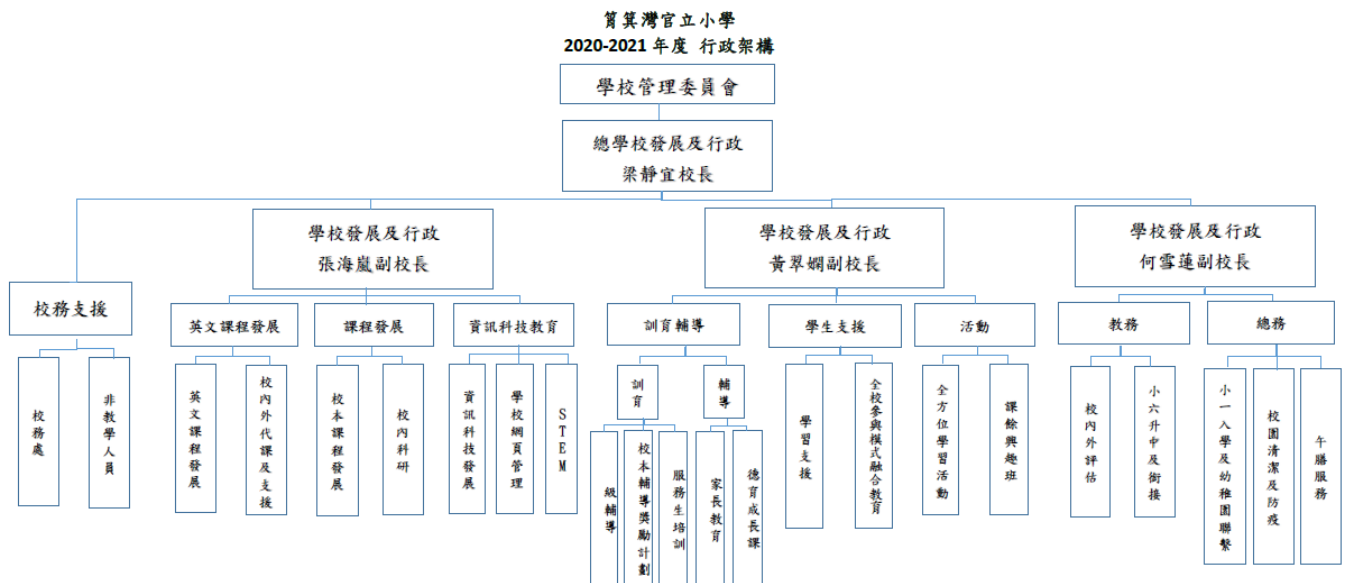 筲箕灣官立小學
2020-2021 年度 行政架構
學校管理委員會
總學校發展及行政
梁靜宜校長
學校發展及行政
張海嵐副校長
學校發展及行政
黃翠嫻副校長
學校發展及行政
何雪蓮副校長
校務支援
英文課程發展
課程發展
資訊科技教育
訓育輔導
學生支援
活動
教務
總務
校務處
非教學人員
英文課程發展
校內外代課及支援
校本課程發展
校內科研
資訊科技發展
學校網頁管理
STEM
訓育
輔導
級輔導
校本輔導獎勵計劃
服務生培訓
家長教育
德育成長課
學習支援
全校參與模式融合教育
全方位學習活動
課餘興趣班
校內外評估
小六升中及銜接
小一入學及幼稚園聯繫
校園清潔及防疫
午膳服務